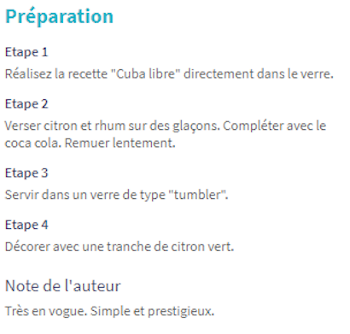 Préparation
Etape 1
Réalisez la recette "Cuba libre" directement dans le verre.
Etape 2
Verser citron et rhum sur des glaçons. Compléter avec le
coca cola. Remuer lentement.
Etape 3
Servir dans un verre de type "tumbler".
Etape 4
Décorer avec une tranche de citron vert.
Note de l'auteur
Très en vogue. Simple et prestigieux.